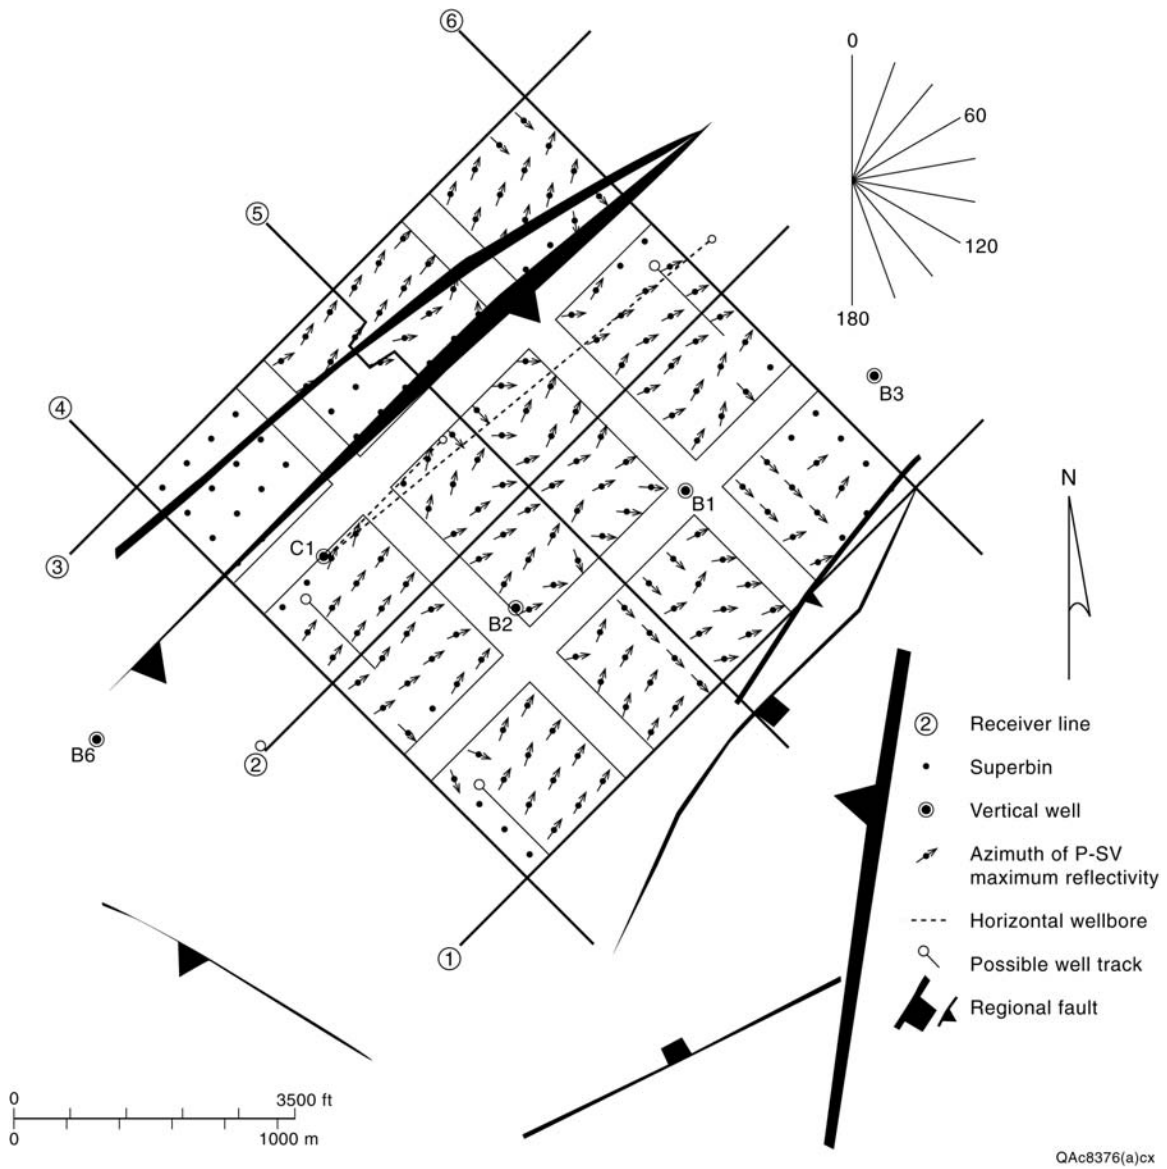 ⑥
0
60
120
180
⑤
④
③
B3
B1
C1
B2
B6
②
①
N
② Receiver line
Superbin
Vertical well
Azimuth of P-SV
maximum reflectivity
Horizontal wellbore
Possible well track
Regional fault
0 3500 ft
0 1000 m
QAc8376(a)cx